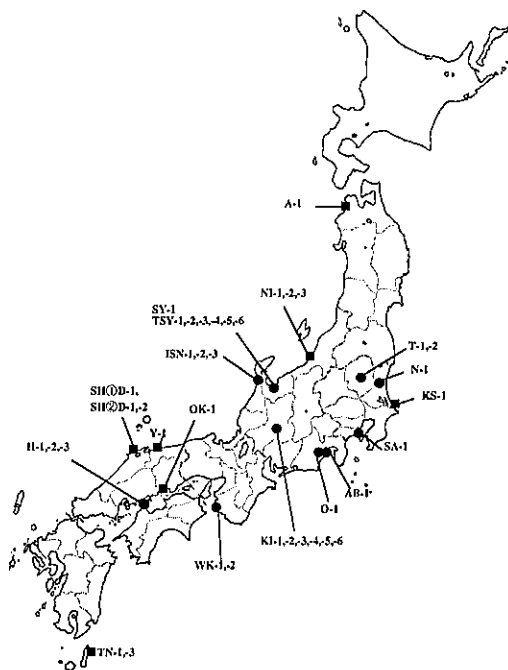 A-1
SY-1
TSY-1,-2,-3,-4,-5,-6
NI-1,-2,-3
ISN-1,-2,-3
T-1,-2
N-1
KS-1
SH①D-1,
SH②D-1,-2
OK-1
Y-1
SA-1
H-1,-2,-3
AB-1
O-1
KI-1,-2,-3,-4,-5,-6
WK-1,-2
TN-1,-3